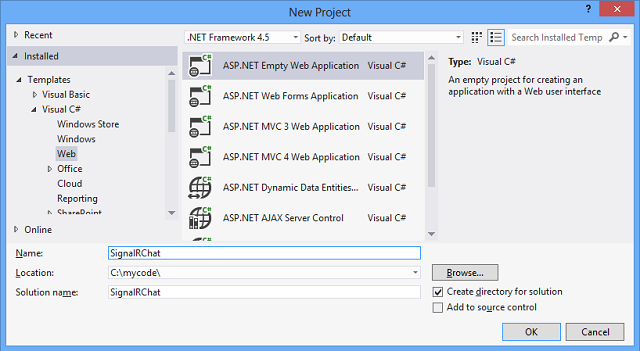 New Project
Recent
Installed
Templates
Visual Basic
Visual C#
Windows Store
Windows
Web
Office
Cloud
Reporting
SharePoint
Online
.NET Framework 4.5
Sort by:
Default
Search Installed Temp
C#
ASP.NET Empty Web Application Visual C#
C#
ASP.NET Web Forms Application Visual C#
C#
ASP.NET MVC 3 Web Application Visual C#
C#
ASP.NET MVC 4 Web Application Visual C#
C#
ASP.NET Dynamic Data Entities... Visual C#
C#
ASP.NET AJAX Server Control Visual C#
C#
Type: Visual C#
An empty project for creating an
application with a Web user interface
Name: SignalRChat
Location: C:\mycode\
Browse...
Solution name: SignalRChat
Create directory for solution
Add to source control
OK
Cancel